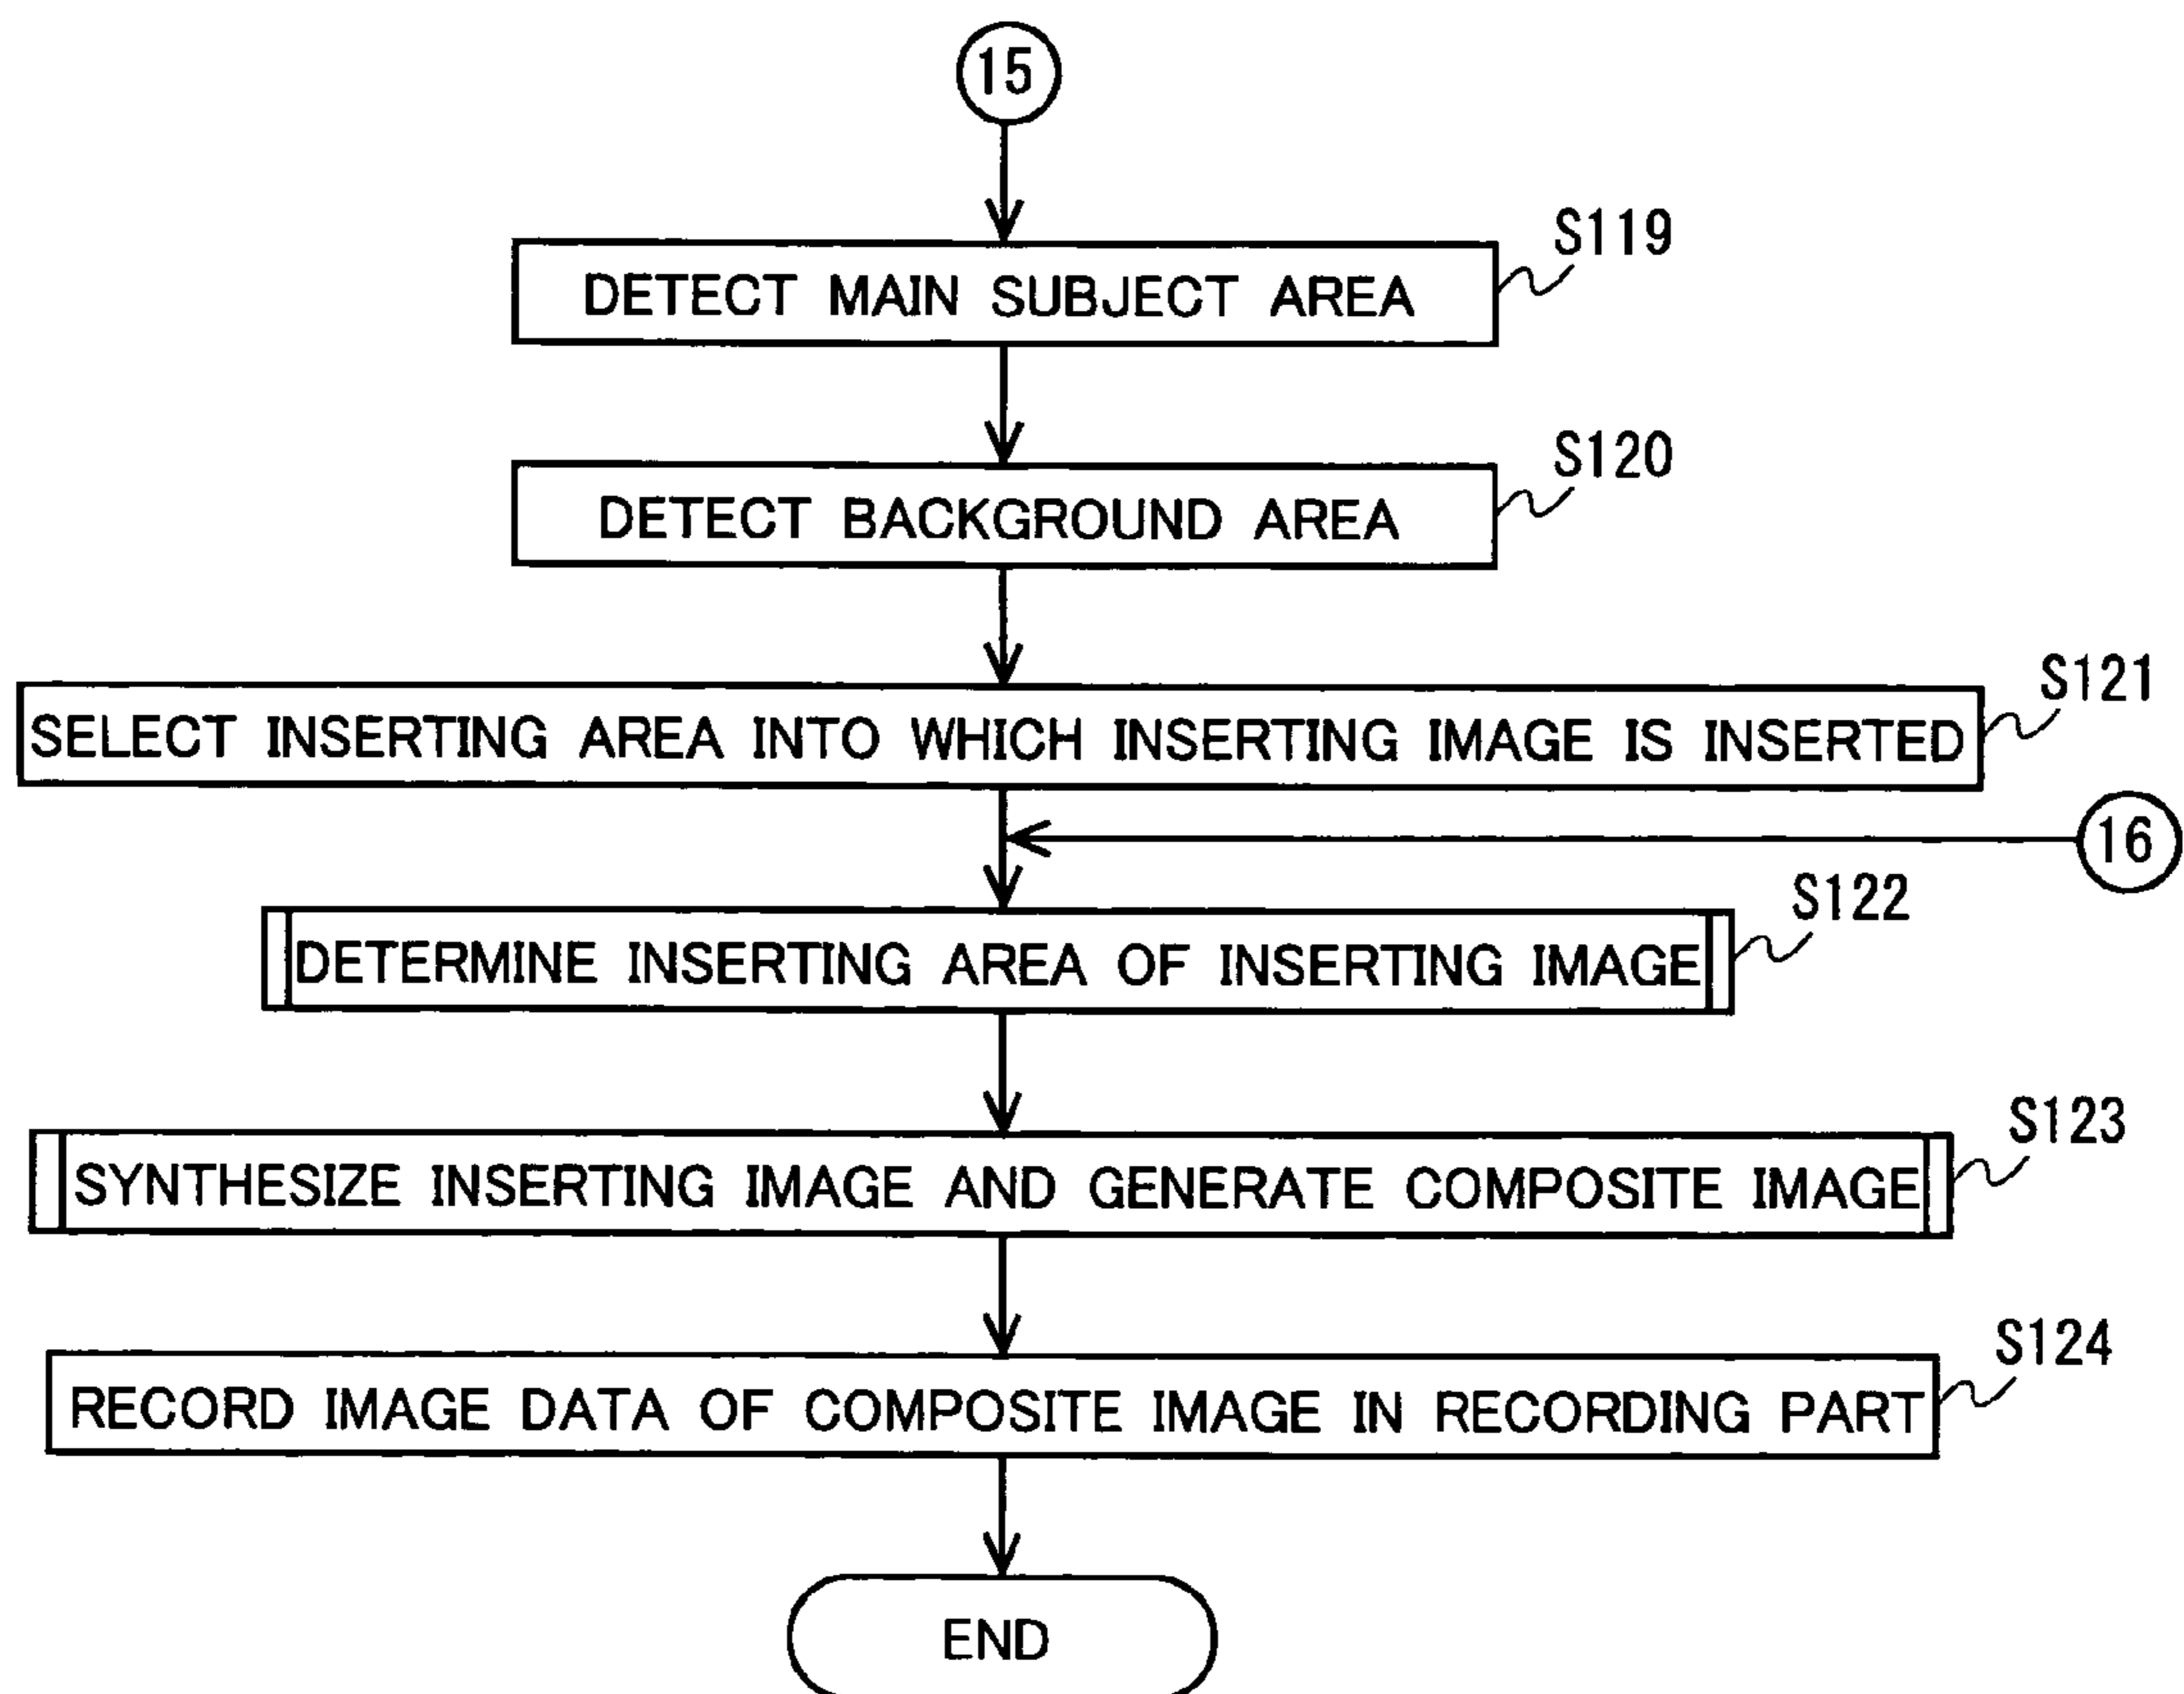 15
S119
DETECT MAIN SUBJECT AREA
S120
DETECT BACKGROUND AREA
S121
SELECT INSERTING AREA INTO WHICH INSERTING IMAGE IS INSERTED
16
S122
DETERMINE INSERTING AREA OF INSERTING IMAGE
S123
SYNTHESIZE INSERTING IMAGE AND GENERATE COMPOSITE IMAGE
S124
RECORD IMAGE DATA OF COMPOSITE IMAGE IN RECORDING PART
END